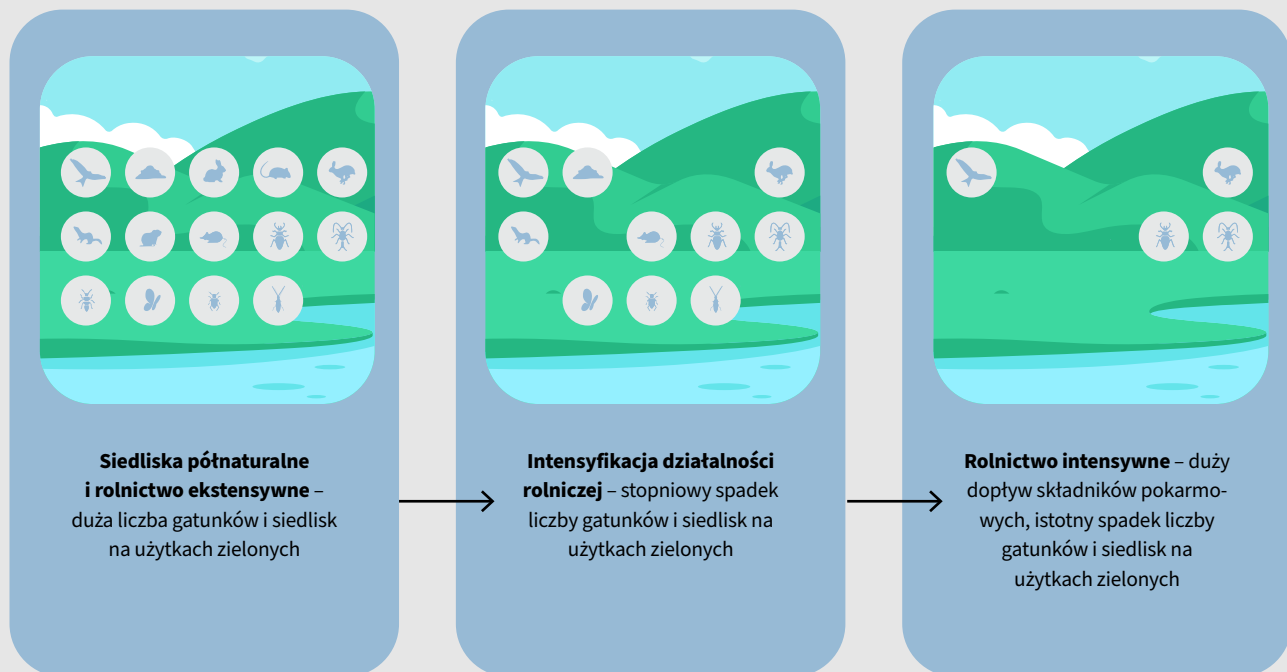 Siedliska półnaturalne
i rolnictwo ekstensywne –
duża liczba gatunków i siedlisk
na użytkach zielonych
Intensyfikacja działalności
rolniczej – stopniowy spadek
liczby gatunków i siedlisk na
użytkach zielonych
Rolnictwo intensywne – duży
dopływ składników pokarmo-
wych, istotny spadek liczby
gatunków i siedlisk na
użytkach zielonych